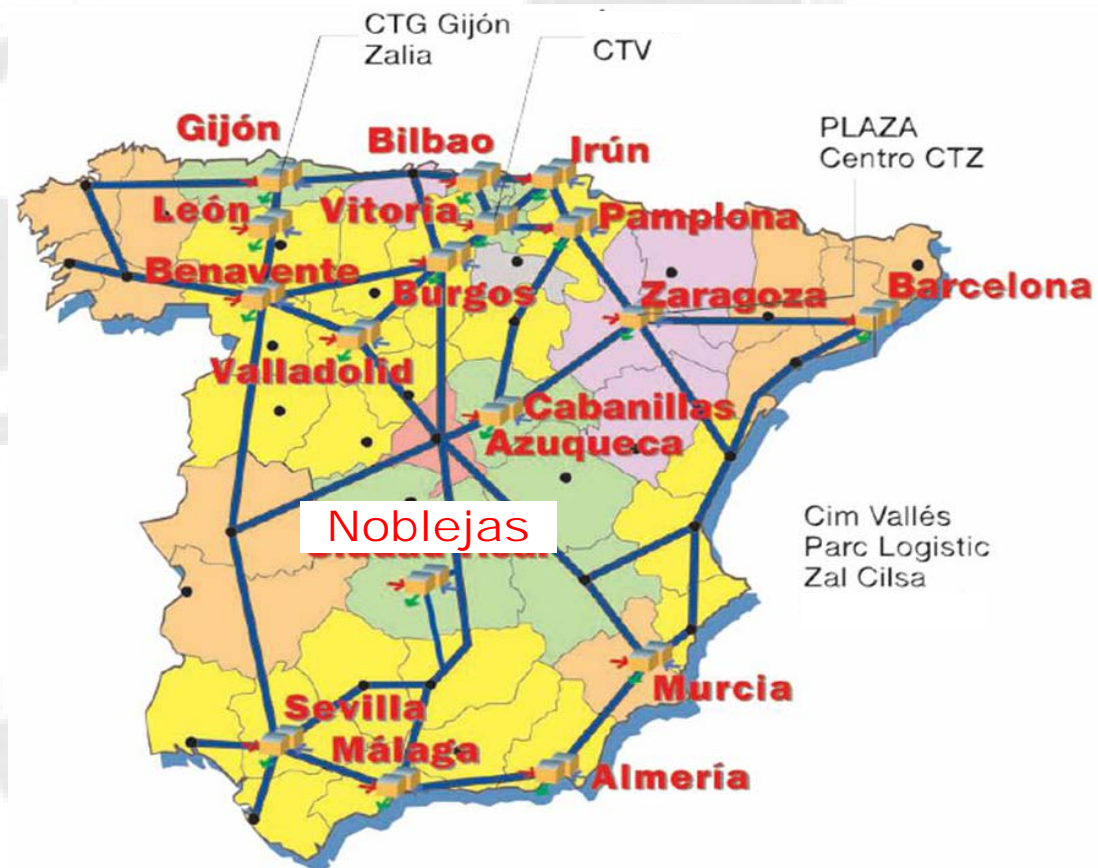 CTG Gijón
Zalia
CTV
PLAZA
Centro CTZ
Gijón
Bilbao
Irún
León
Vitoria
Pamplona
Benavente
Burgos
Zaragoza
Barcelona
Valladolid
Cabanillas
Azuqueca
Noblejas
Cim Vallés
Parc Logistic
Zal Cilsa
Murcia
Sevilla
Málaga
Almería